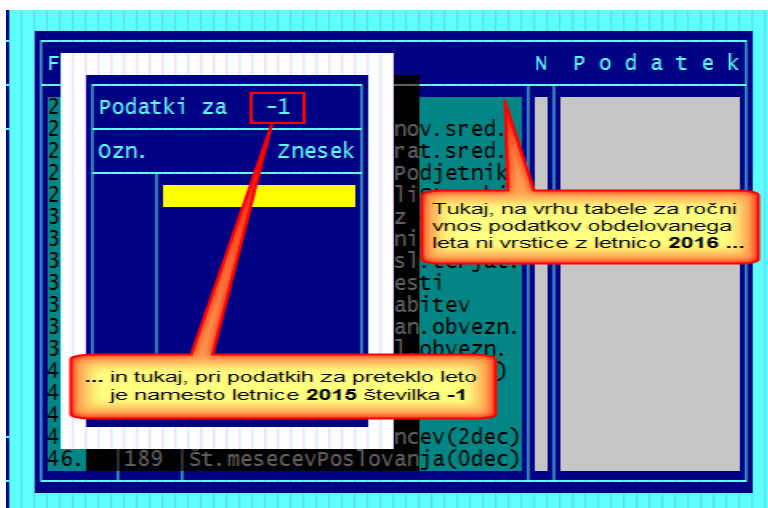 F N P o d a t e k
Podatki za -1
Ozn. Znesek
nov.sred.
rat.sred.
Podjetnik
Tukaj, na vrhu tabele za ročni
vnos podatkov obdelovanega
leta ni vrstice z letnico 2016 ...
esti
abitev
an.obvezn.
l.obvezn.
... in tukaj, pri podatkih za preteklo leto
je namesto letnice 2015 številka -1
ncev(2dec)
46. 189 Št.mesecevPoslovanja(0dec)